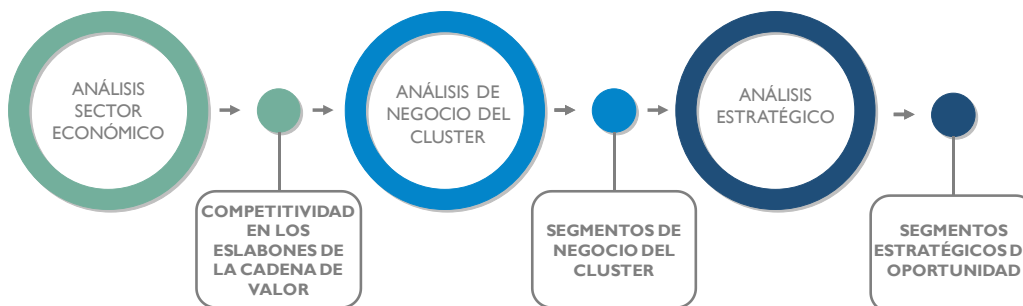 ANÁLISIS
SECTOR
ECONÓMICO
ANÁLISIS DE
NEGOCIO DEL
CLUSTER
ANÁLISIS
ESTRATÉGICO
COMPETITIVIDAD
EN LOS
ESLABONES DE
LA CADENA DE
VALOR
SEGMENTOS DE
NEGOCIO DEL
CLUSTER
SEGMENTOS
ESTRATÉGICOS D
OPORTUNIDAD